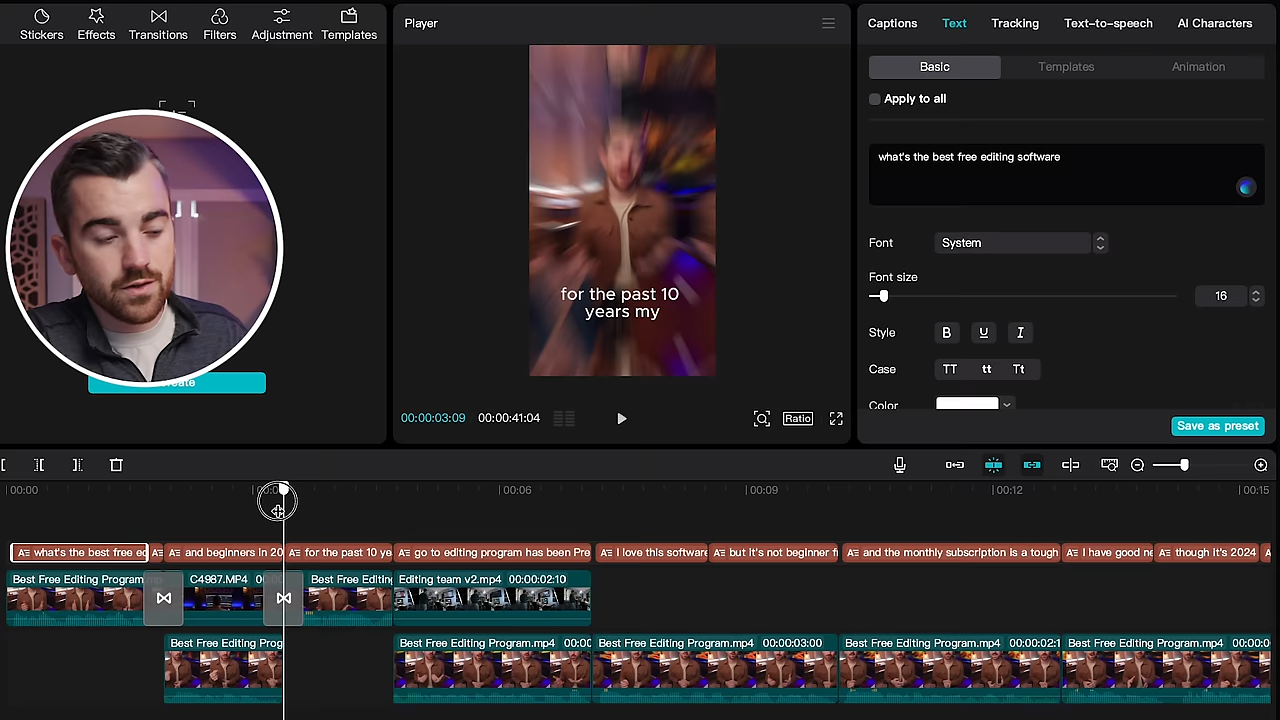 Stickers Effects Transitions Filters Adjustment Templates
Player
Captions Text Tracking Text-to-speech AI Characters
Basic Templates Animation
Apply to all
what's the best free editing software
Font System
Font size
16
Style B U I
Case TT tt Tt
Color
Save as preset
for the past 10
years my
00:00:03:09 00:00:41:04 Ratio
00:00 00:06 00:09 00:12 00:15
what's the best free ed and beginners in 20 for the past 10 ye go to editing program has been Pre I love this software but it's not beginner f and the monthly subscription is a tough I have good ne though it's 2024
Best Free Editing Program.mp C4987.MP4 00:0 Best Free Editing Editing team v2.mp4 00:00:02:10
Best Free Editing Prog Best Free Editing Program.mp4 00:00 Best Free Editing Program.mp4 00:00:03:00 Best Free Editing Program.mp4 00:00:02:1 Best Free Editing Program.mp4 00:00:0